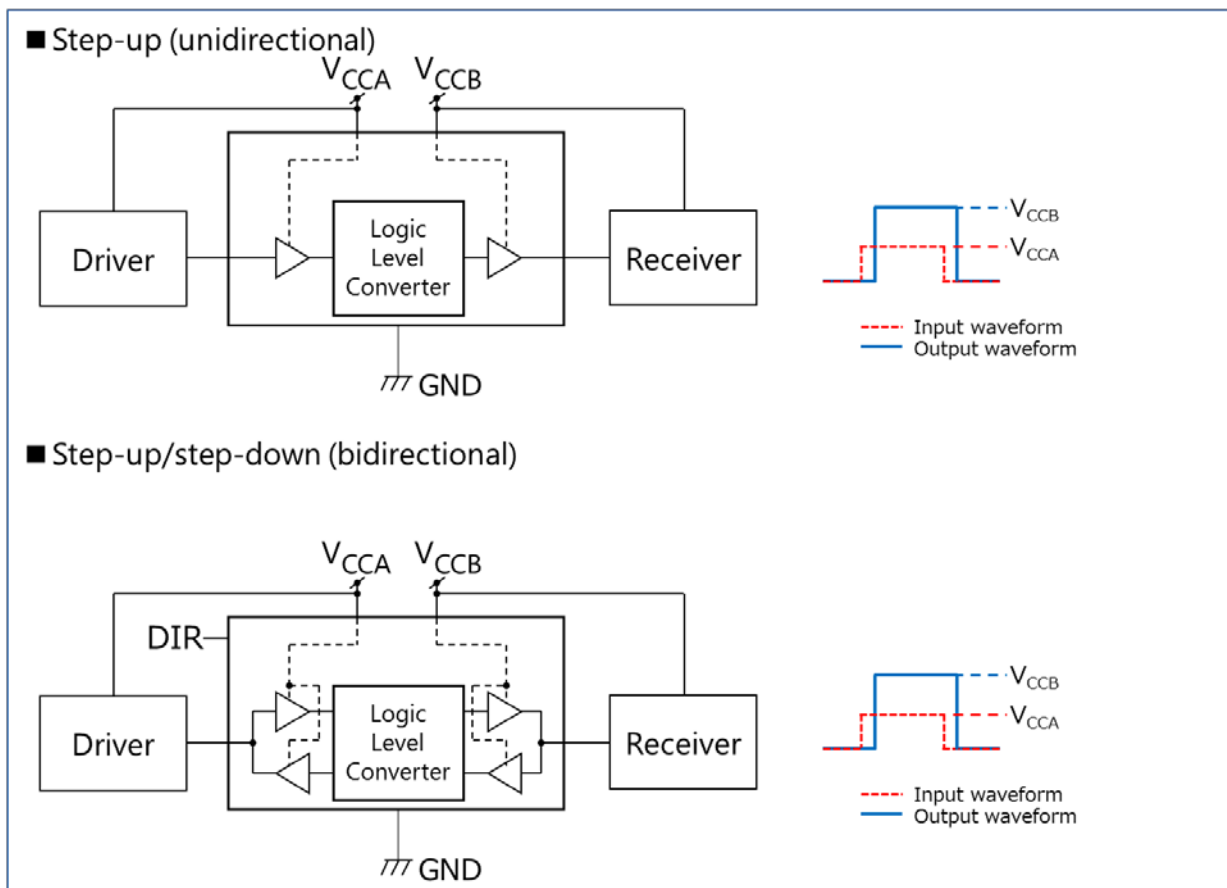 ■ Step-up (unidirectional)
VCCA VCCB
Driver
Logic
Level
Converter
Receiver
GND
VCCB
VCCA
Input waveform
Output waveform
■ Step-up/step-down (bidirectional)
VCCA VCCB
DIR
Driver
Logic
Level
Converter
Receiver
GND
VCCB
VCCA
Input waveform
Output waveform